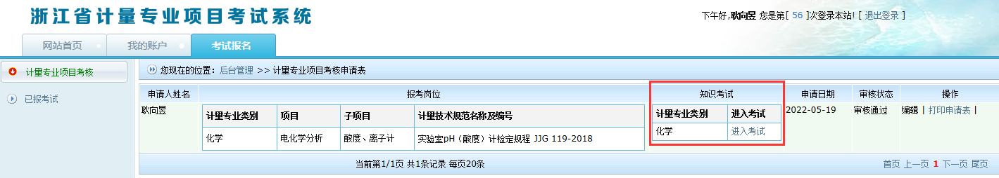 浙江省计量专业项目考试系统
下午好,耿向昱 您是第[ 56 ]次登录本站! [ 退出登录 ]
网站首页 我的账户 考试报名
计量专业项目考核
已报考试
您现在的位置：后台管理 >> 计量专业项目考核申请表
申请人姓名 报考岗位 知识考试 申请日期 审核状态 操作
耿向昱 2022-05-19 审核通过 编辑 | 打印申请表 |
计量专业类别 项目 子项目 计量技术规范名称及编号 计量专业类别 进入考试
化学 电化学分析 酸度、离子计 实验室pH（酸度）计检定规程 JJG 119-2018 化学 进入考试
当前第1/1页 共1条记录 每页20条 首页 上一页 1 下一页 尾页